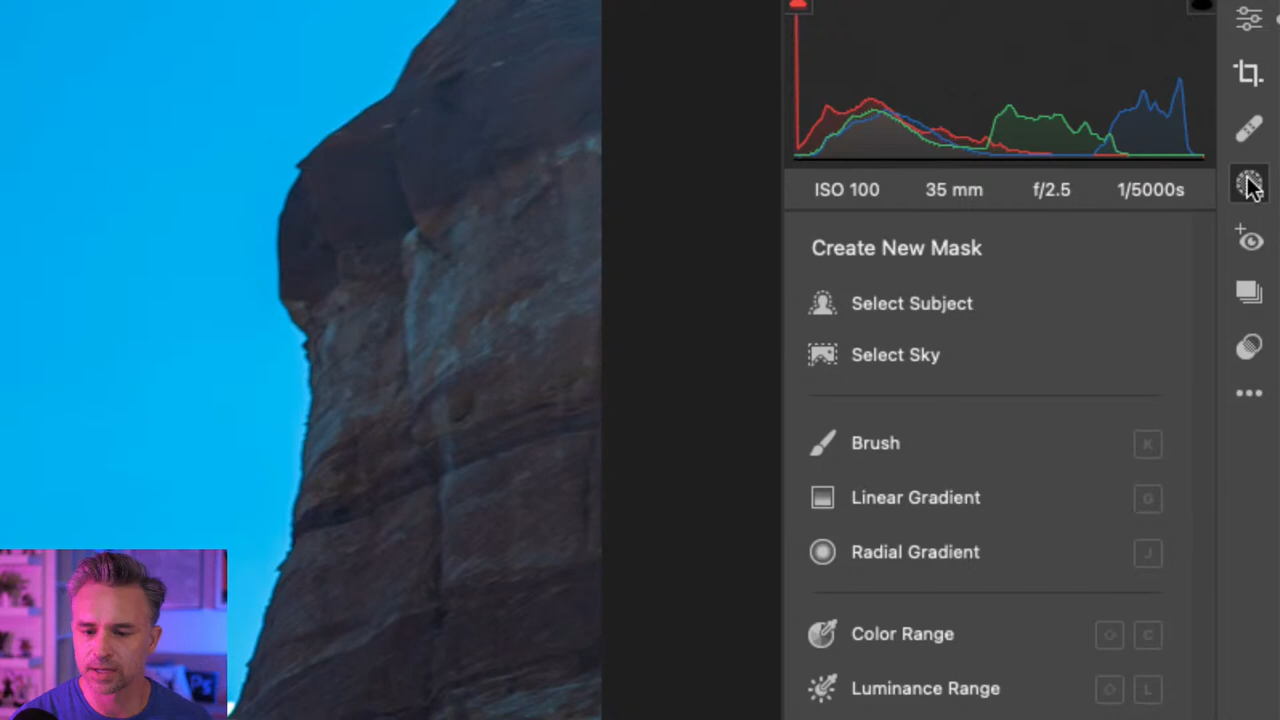 ISO 100 35 mm f/2.5 1/5000s
Create New Mask
Select Subject
Select Sky
Brush K
Linear Gradient G
Radial Gradient J
Color Range C
Luminance Range L
Ps